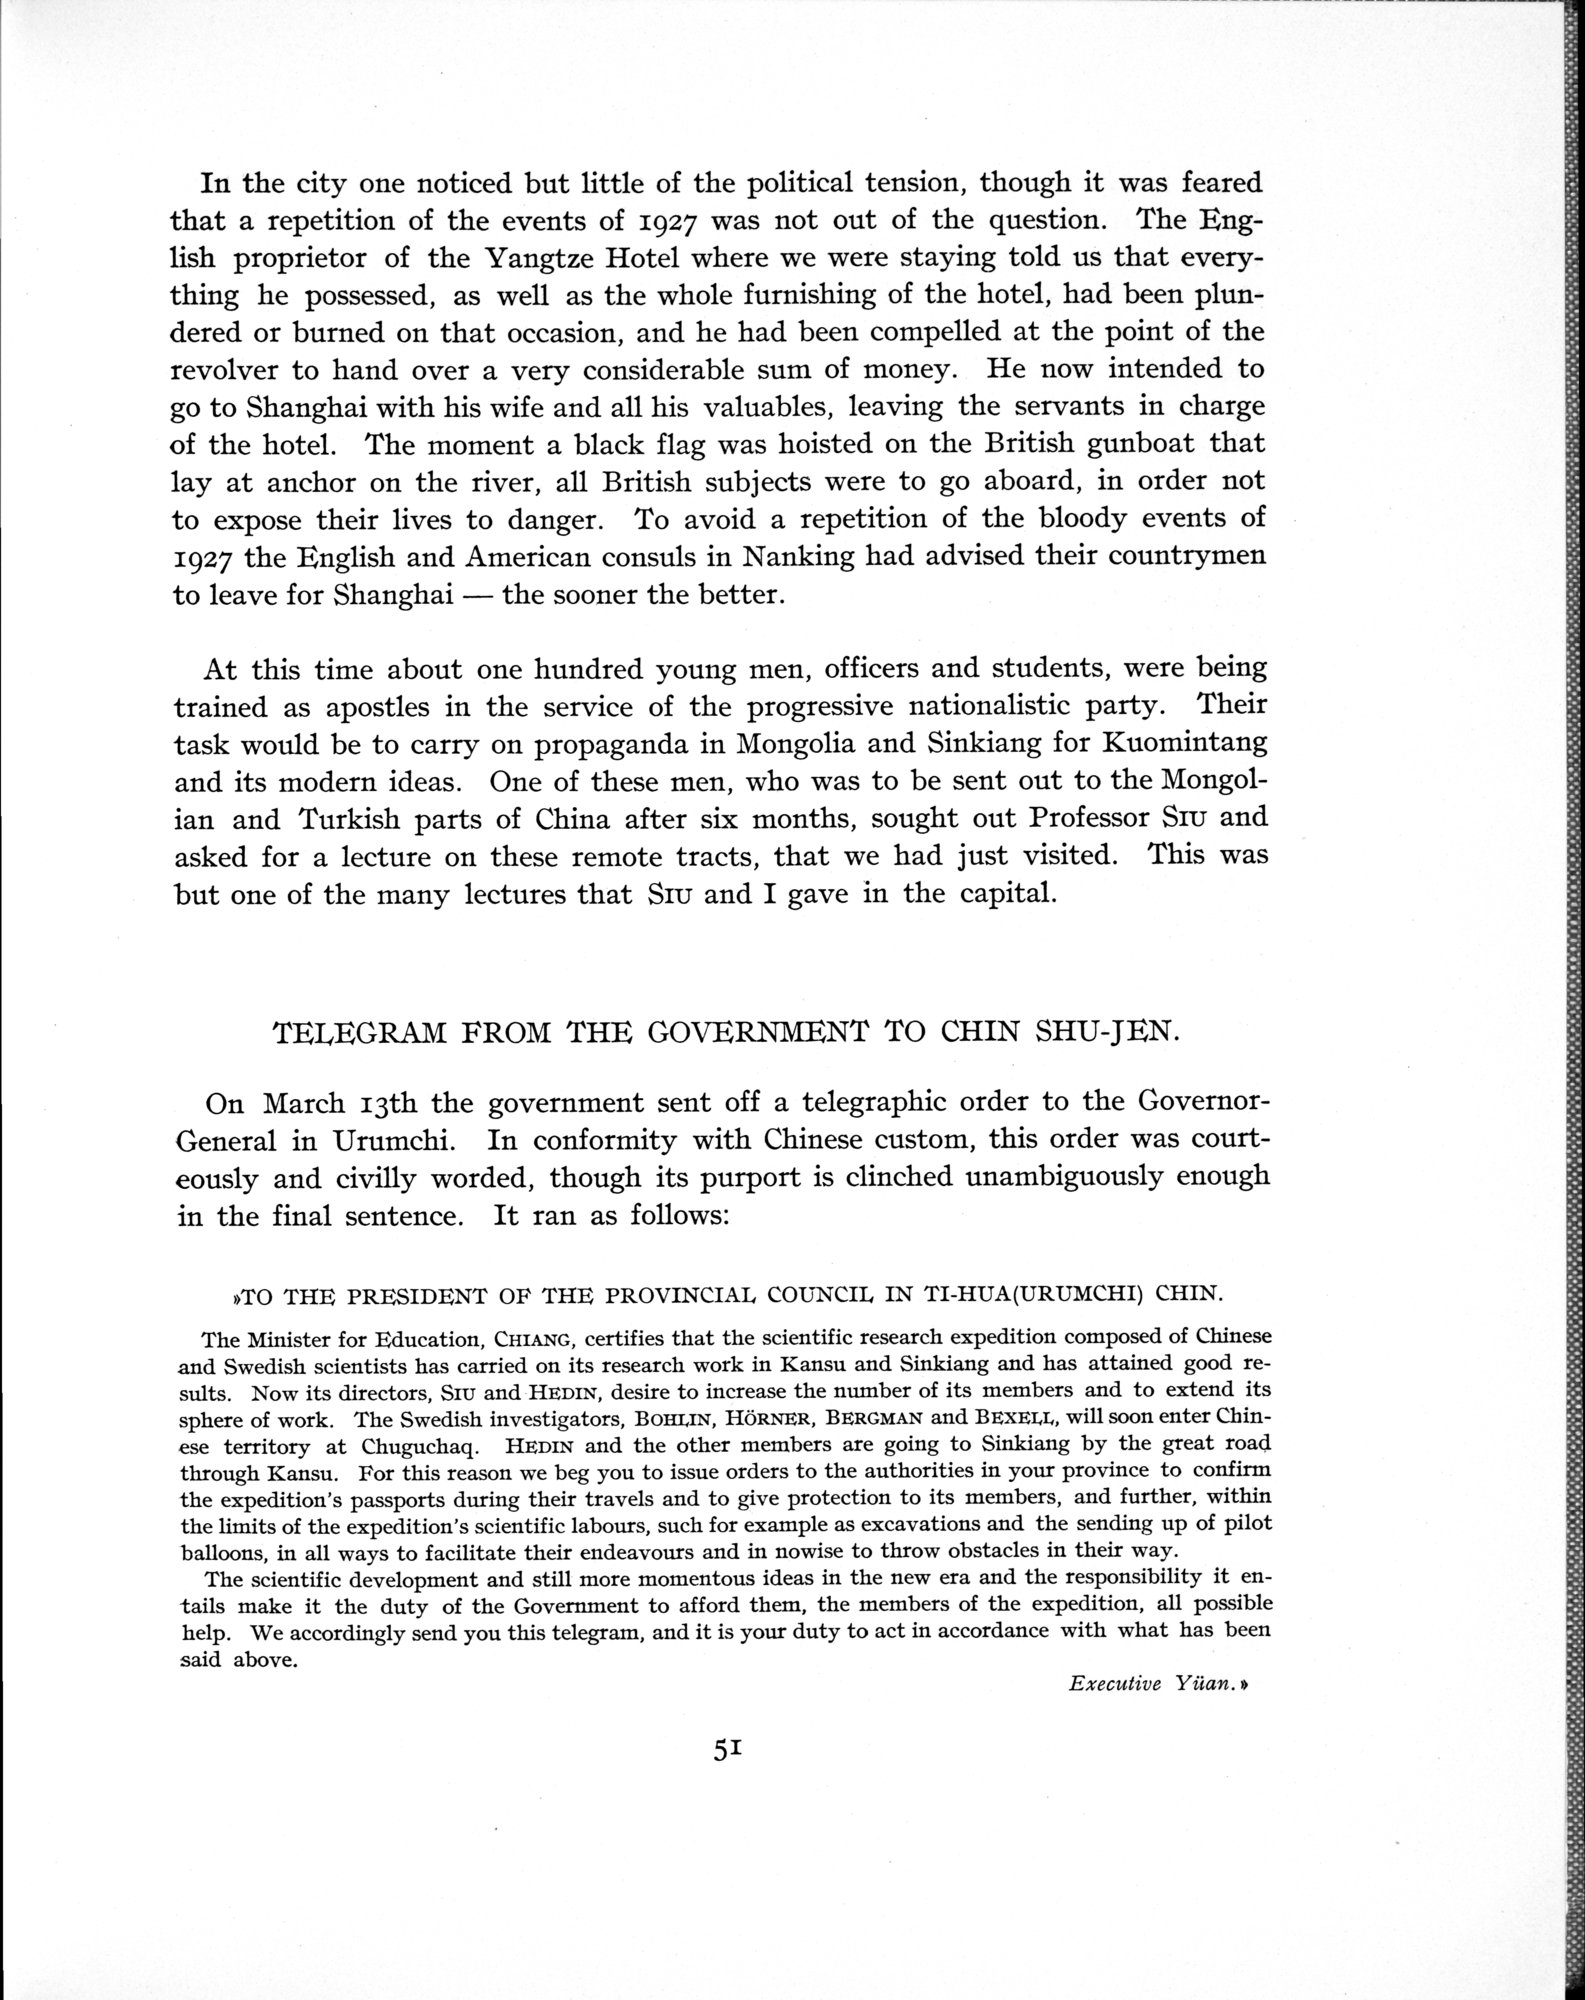 In the city one noticed but little of the political tension, though it was feared
that a repetition of the events of 1927 was not out of the question. The Eng-
lish proprietor of the Yangtze Hotel where we were staying told us that every-
thing he possessed, as well as the whole furnishing of the hotel, had been plun-
dered or burned on that occasion, and he had been compelled at the point of the
revolver to hand over a very considerable sum of money. He now intended to
go to Shanghai with his wife and all his valuables, leaving the servants in charge
of the hotel. The moment a black flag was hoisted on the British gunboat that
lay at anchor on the river, all British subjects were to go aboard, in order not
to expose their lives to danger. To avoid a repetition of the bloody events of
1927 the English and American consuls in Nanking had advised their countrymen
to leave for Shanghai — the sooner the better.
At this time about one hundred young men, officers and students, were being
trained as apostles in the service of the progressive nationalistic party. Their
task would be to carry on propaganda in Mongolia and Sinkiang for Kuomintang
and its modern ideas. One of these men, who was to be sent out to the Mongol-
ian and Turkish parts of China after six months, sought out Professor SIU and
asked for a lecture on these remote tracts, that we had just visited. This was
but one of the many lectures that SIU and I gave in the capital.
TELEGRAM FROM THE GOVERNMENT TO CHIN SHU-JEN.
On March 13th the government sent off a telegraphic order to the Governor-
General in Urumchi. In conformity with Chinese custom, this order was court-
eously and civilly worded, though its purport is clinched unambiguously enough
in the final sentence. It ran as follows:
»TO THE PRESIDENT OF THE PROVINCIAL COUNCIL IN TI-HUA(URUMCHI) CHIN.
The Minister for Education, CHIANG, certifies that the scientific research expedition composed of Chinese
and Swedish scientists has carried on its research work in Kansu and Sinkiang and has attained good re-
sults. Now its directors, SIU and HEDIN, desire to increase the number of its members and to extend its
sphere of work. The Swedish investigators, BOHLIN, HÖRNER, BERGMAN and BEXELL, will soon enter Chin-
ese territory at Chuguchaq. HEDIN and the other members are going to Sinkiang by the great road
through Kansu. For this reason we beg you to issue orders to the authorities in your province to confirm
the expedition's passports during their travels and to give protection to its members, and further, within
the limits of the expedition's scientific labours, such for example as excavations and the sending up of pilot
balloons, in all ways to facilitate their endeavours and in nowise to throw obstacles in their way.
The scientific development and still more momentous ideas in the new era and the responsibility it en-
tails make it the duty of the Government to afford them, the members of the expedition, all possible
help. We accordingly send you this telegram, and it is your duty to act in accordance with what has been
said above.
Executive Yüan.»
51